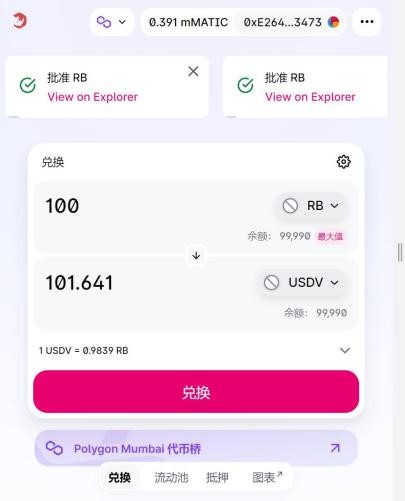 0.391 mMATIC 0xE264...3473
批准 RB
View on Explorer
批准 RB
View on Explorer
兑换
100 RB
余额: 99,990 最大值
101.641 USDV
余额: 99,990
1 USDV = 0.9839 RB
兑换
Polygon Mumbai 代币桥
兑换 流动池 抵押 图表